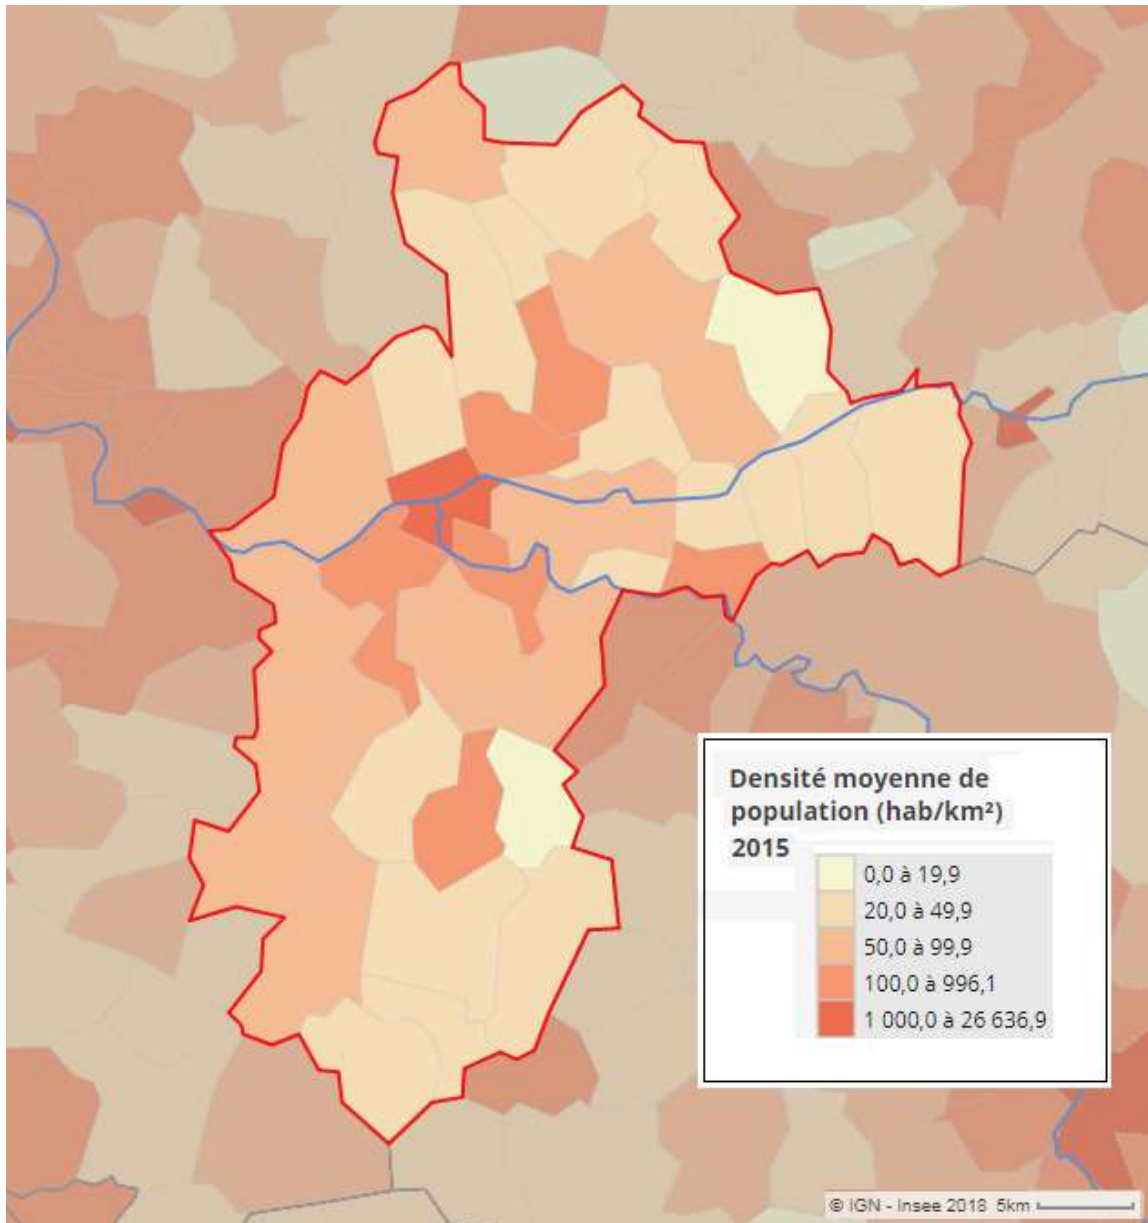 Densité moyenne de
population (hab/km²)
2015
0,0 à 19,9
20,0 à 49,9
50,0 à 99,9
100,0 à 996,1
1 000,0 à 26 636,9
© IGN - Insee 2018 5km